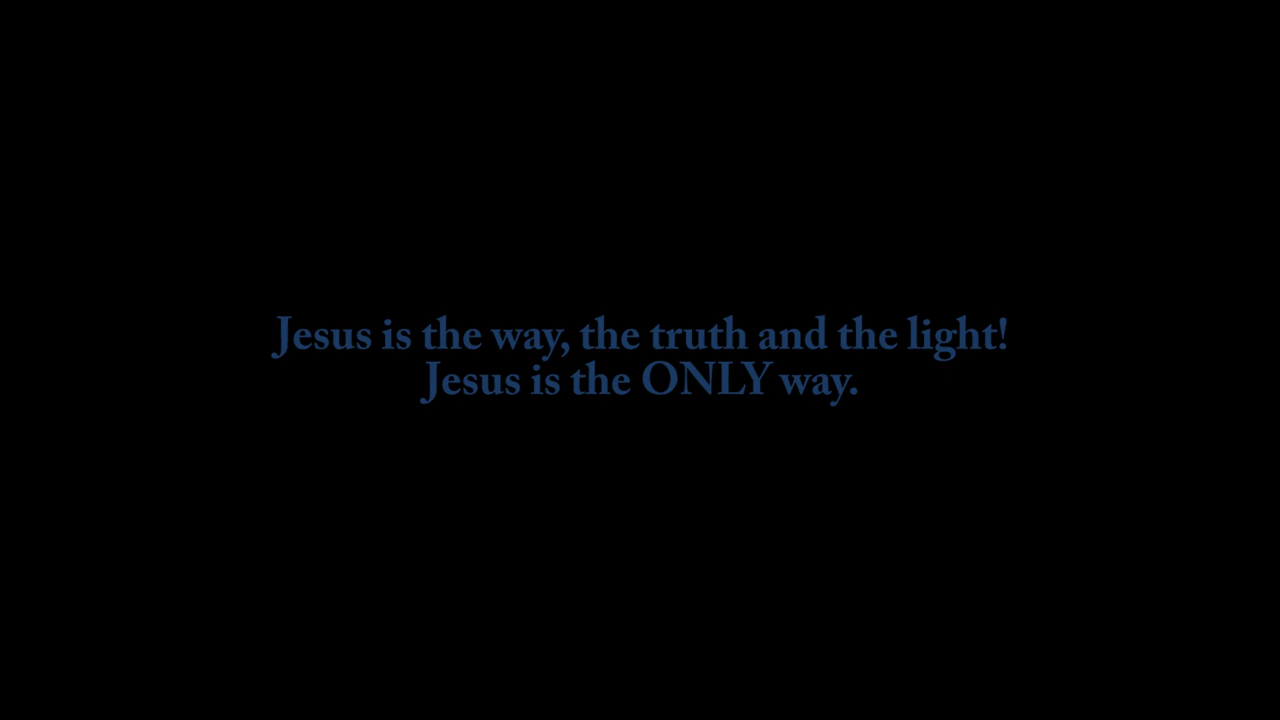 Jesus is the way, the truth and the light!
Jesus is the ONLY way.